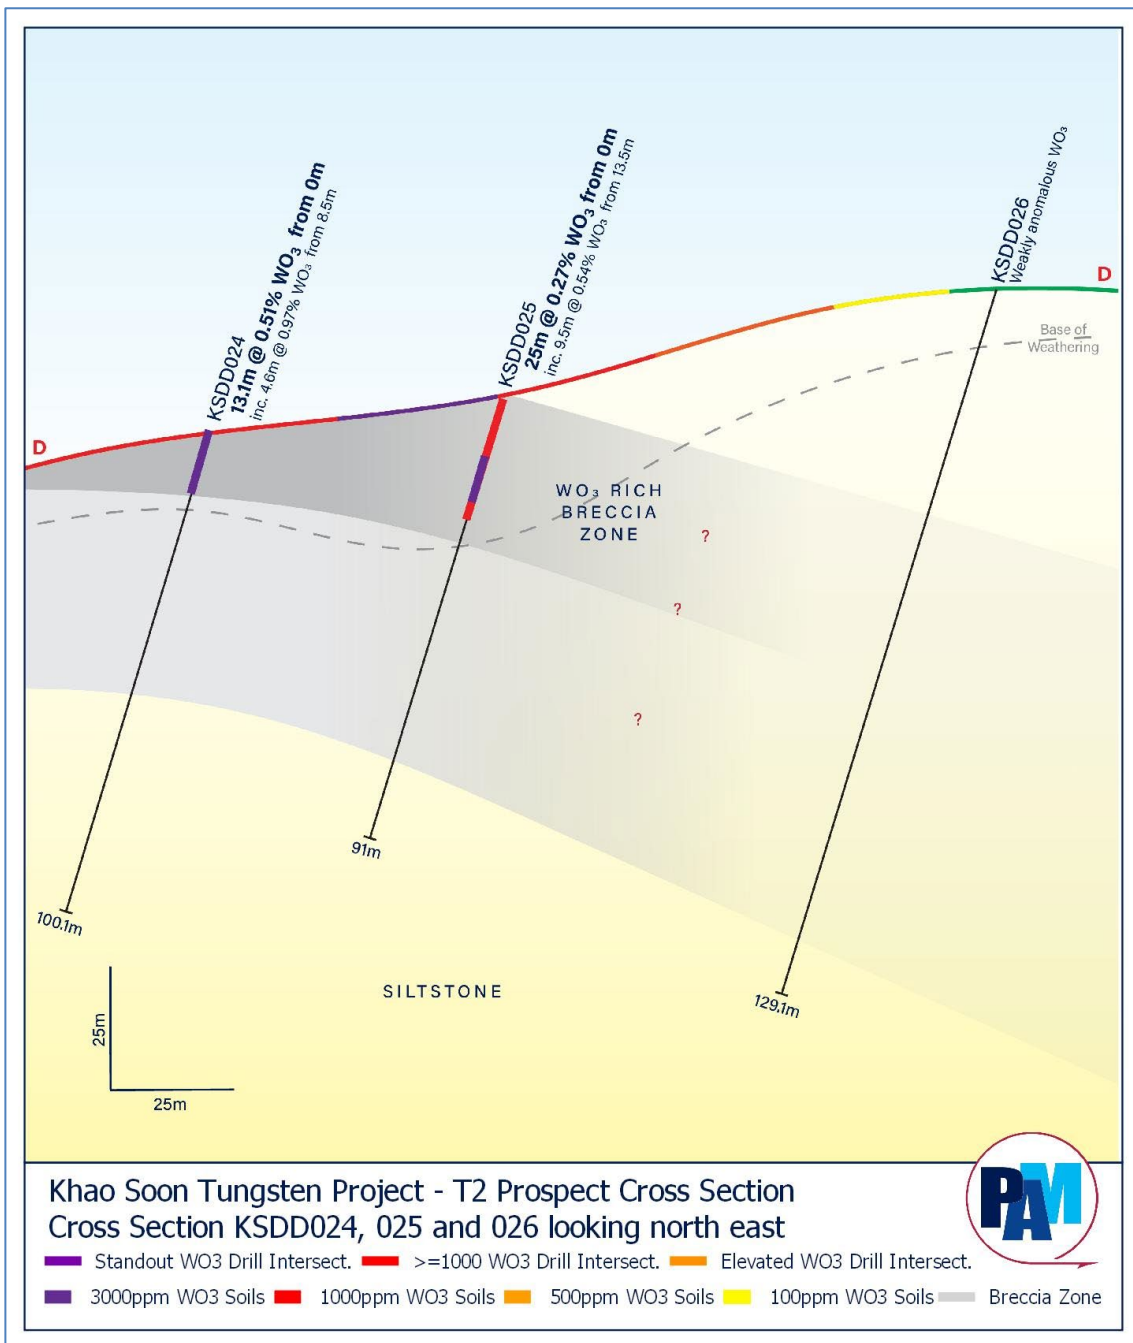 KSDD024
13.1m @ 0.51% WO₃ from 0m
inc. 4.6m @ 0.97% WO₃ from 8.5m
KSDD025
25m @ 0.27% WO₃ from 0m
inc. 9.5m @ 0.54% WO₃ from 13.5m
KSDD026
Weakly anomalous WO₃
D
D
Base of
Weathering
WO₃ RICH
BRECCIA
ZONE
?
?
?
91m
100.1m
129.1m
SILTSTONE
25m
25m
Khao Soon Tungsten Project - T2 Prospect Cross Section
Cross Section KSDD024, 025 and 026 looking north east
Standout WO3 Drill Intersect. >=1000 WO3 Drill Intersect. Elevated WO3 Drill Intersect.
3000ppm WO3 Soils 1000ppm WO3 Soils 500ppm WO3 Soils 100ppm WO3 Soils Breccia Zone
PAM